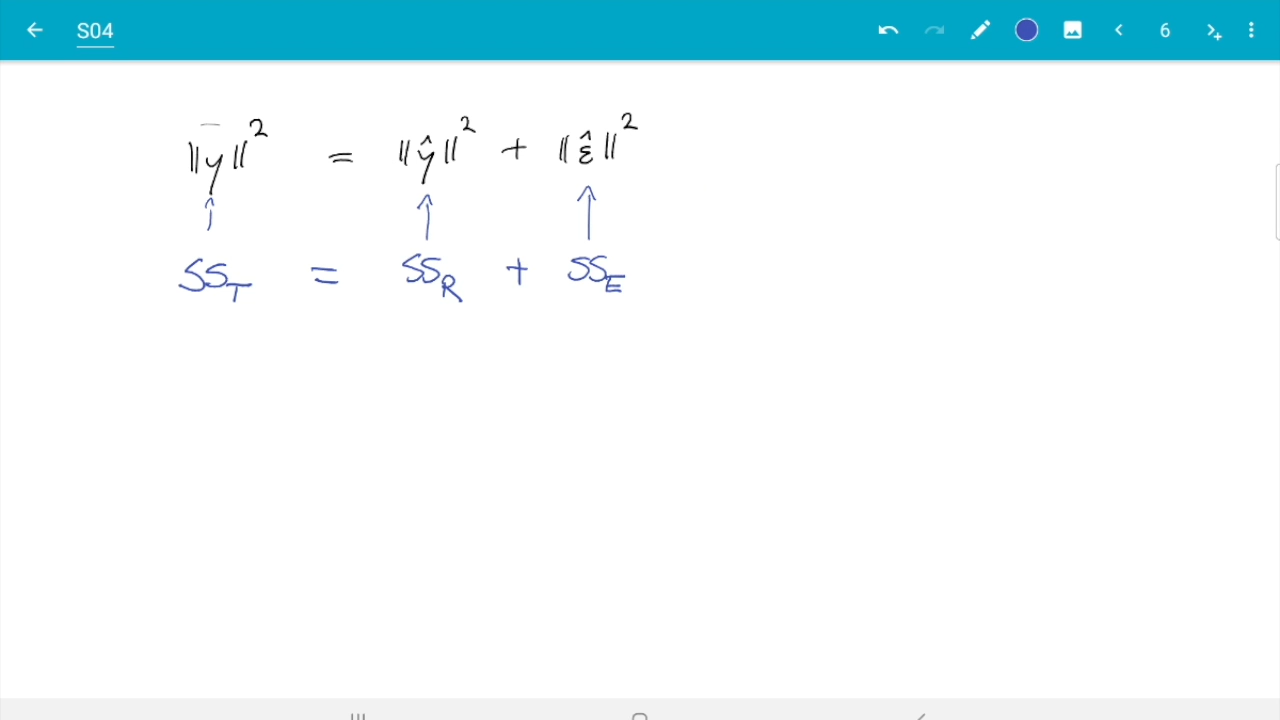 S04 6
‖y‖² = ‖ŷ‖² + ‖ε̂‖²
↑ ↑ ↑
SS_T = SS_R + SS_E